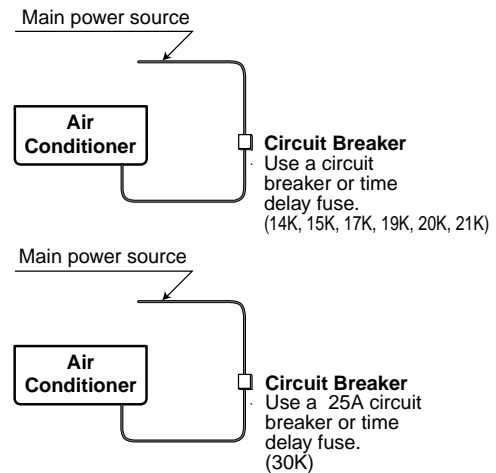 Main power source
Air
Conditioner
Circuit Breaker
Use a circuit
breaker or time
delay fuse.
(14K, 15K, 17K, 19K, 20K, 21K)
Main power source
Air
Conditioner
Circuit Breaker
Use a 25A circuit
breaker or time
delay fuse.
(30K)